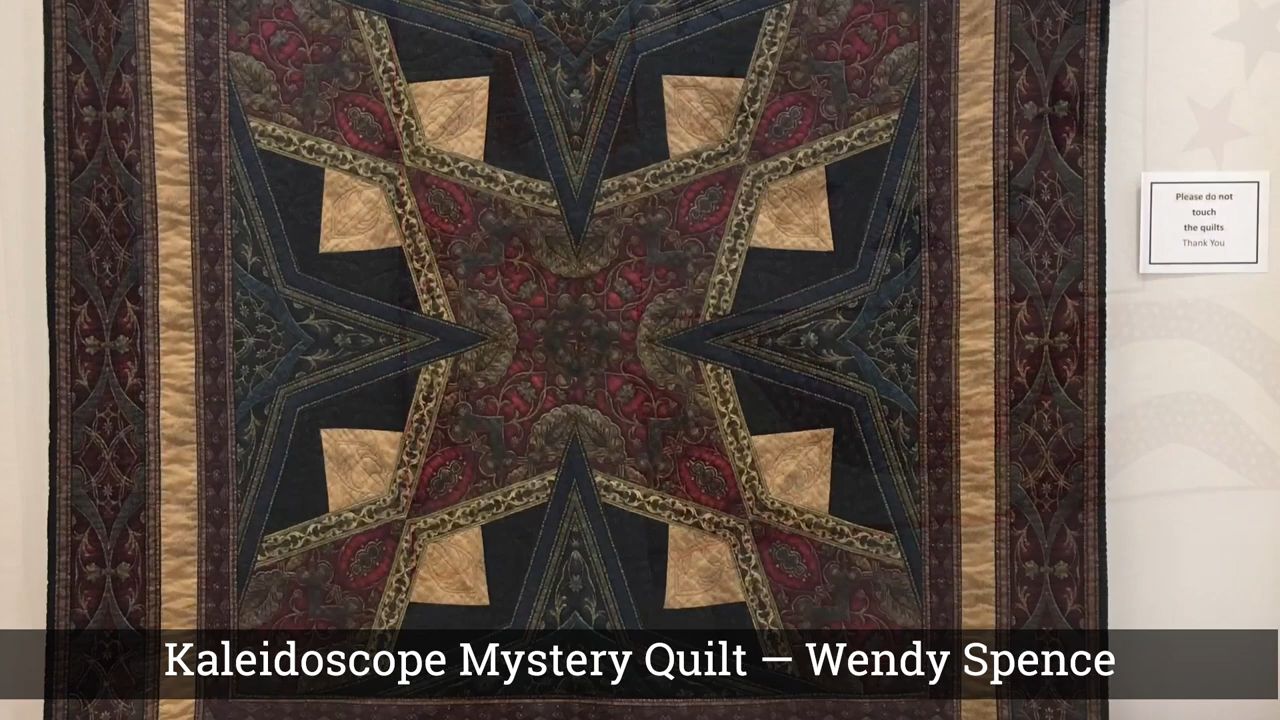 Please do not
touch
the quilts
Thank You
Kaleidoscope Mystery Quilt — Wendy Spence